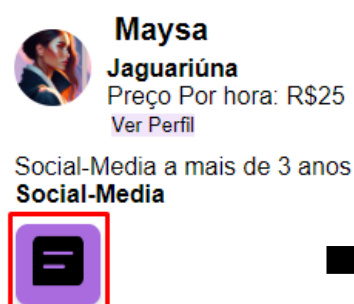 Maysa
Jaguariúna
Preço Por hora: R$25
Ver Perfil
Social-Media a mais de 3 anos
Social-Media